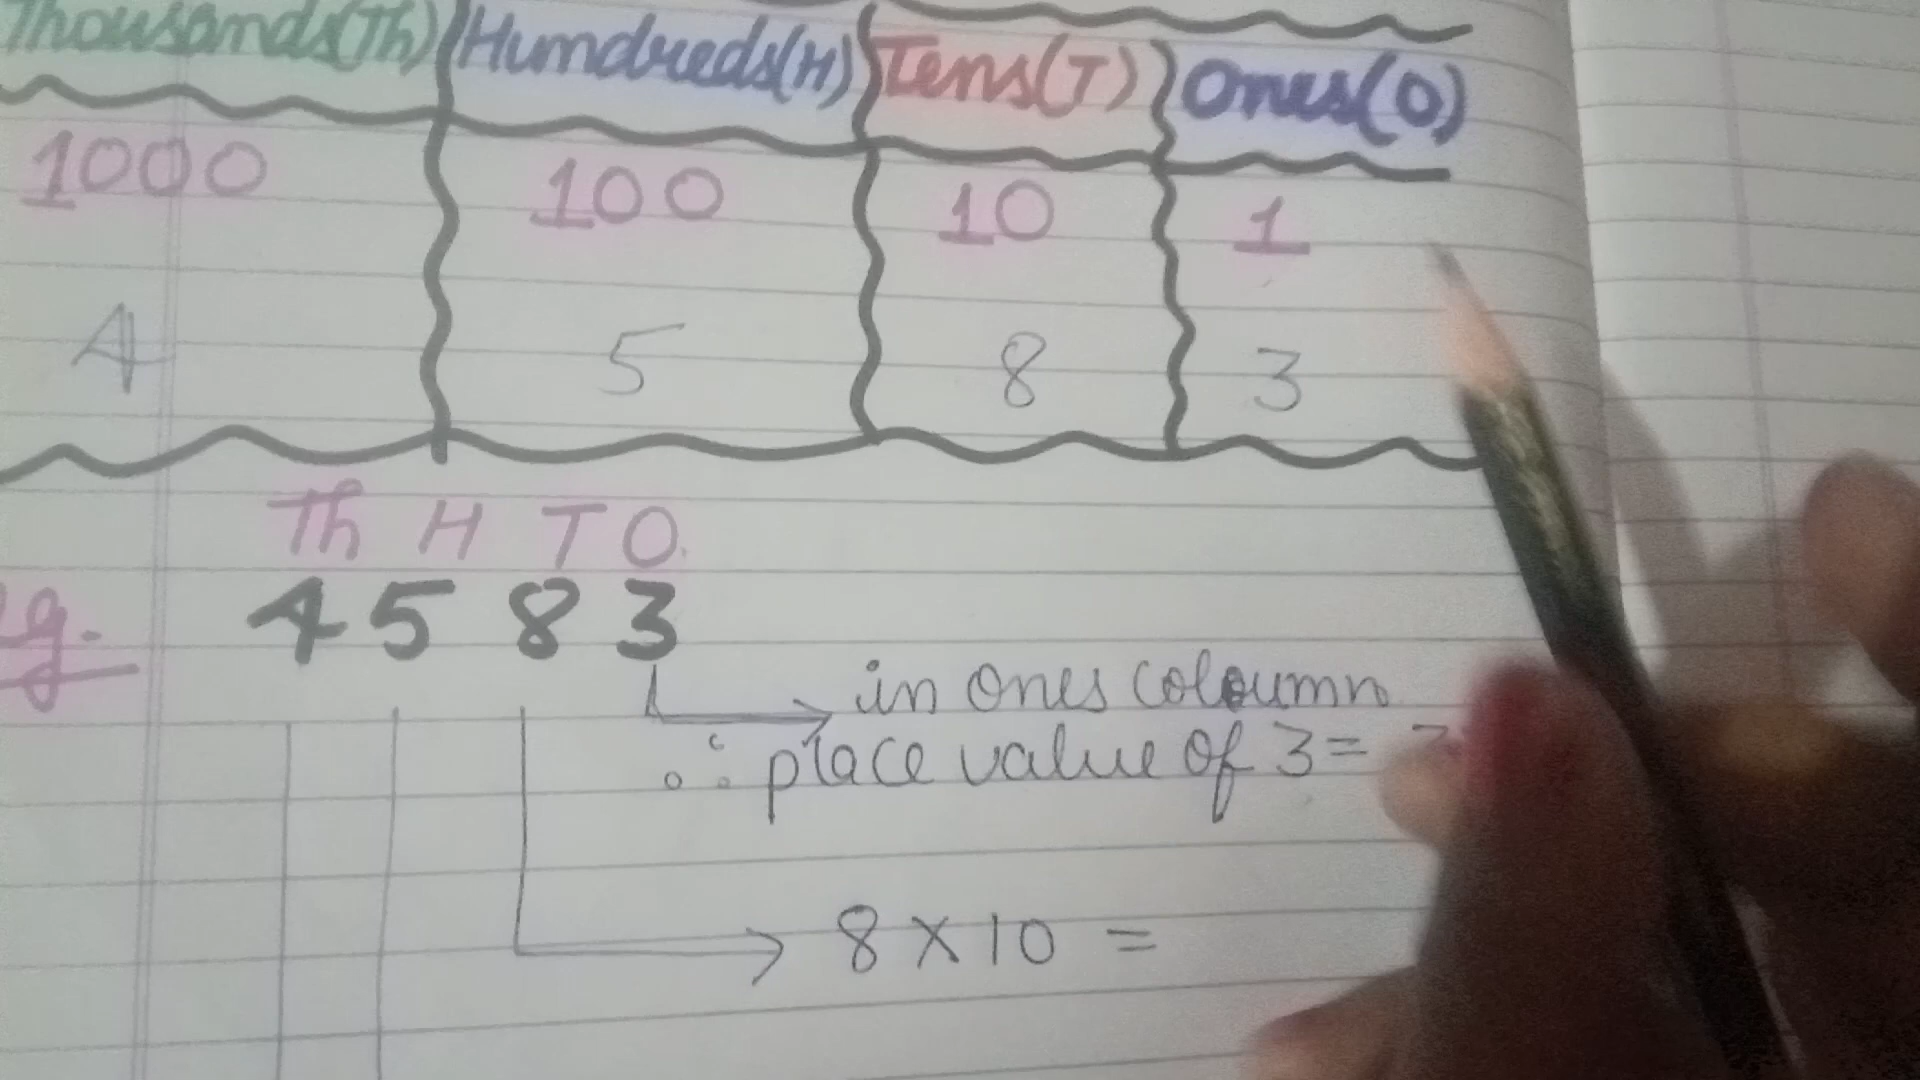 Thousands(Th) Hundreds(H) Tens(T) Ones(O)
1000 100 10 1
4 5 8 3
Th H T O
g. 4 5 8 3
in Ones coloumn
∴ place value of 3 = 3
8 × 10 =